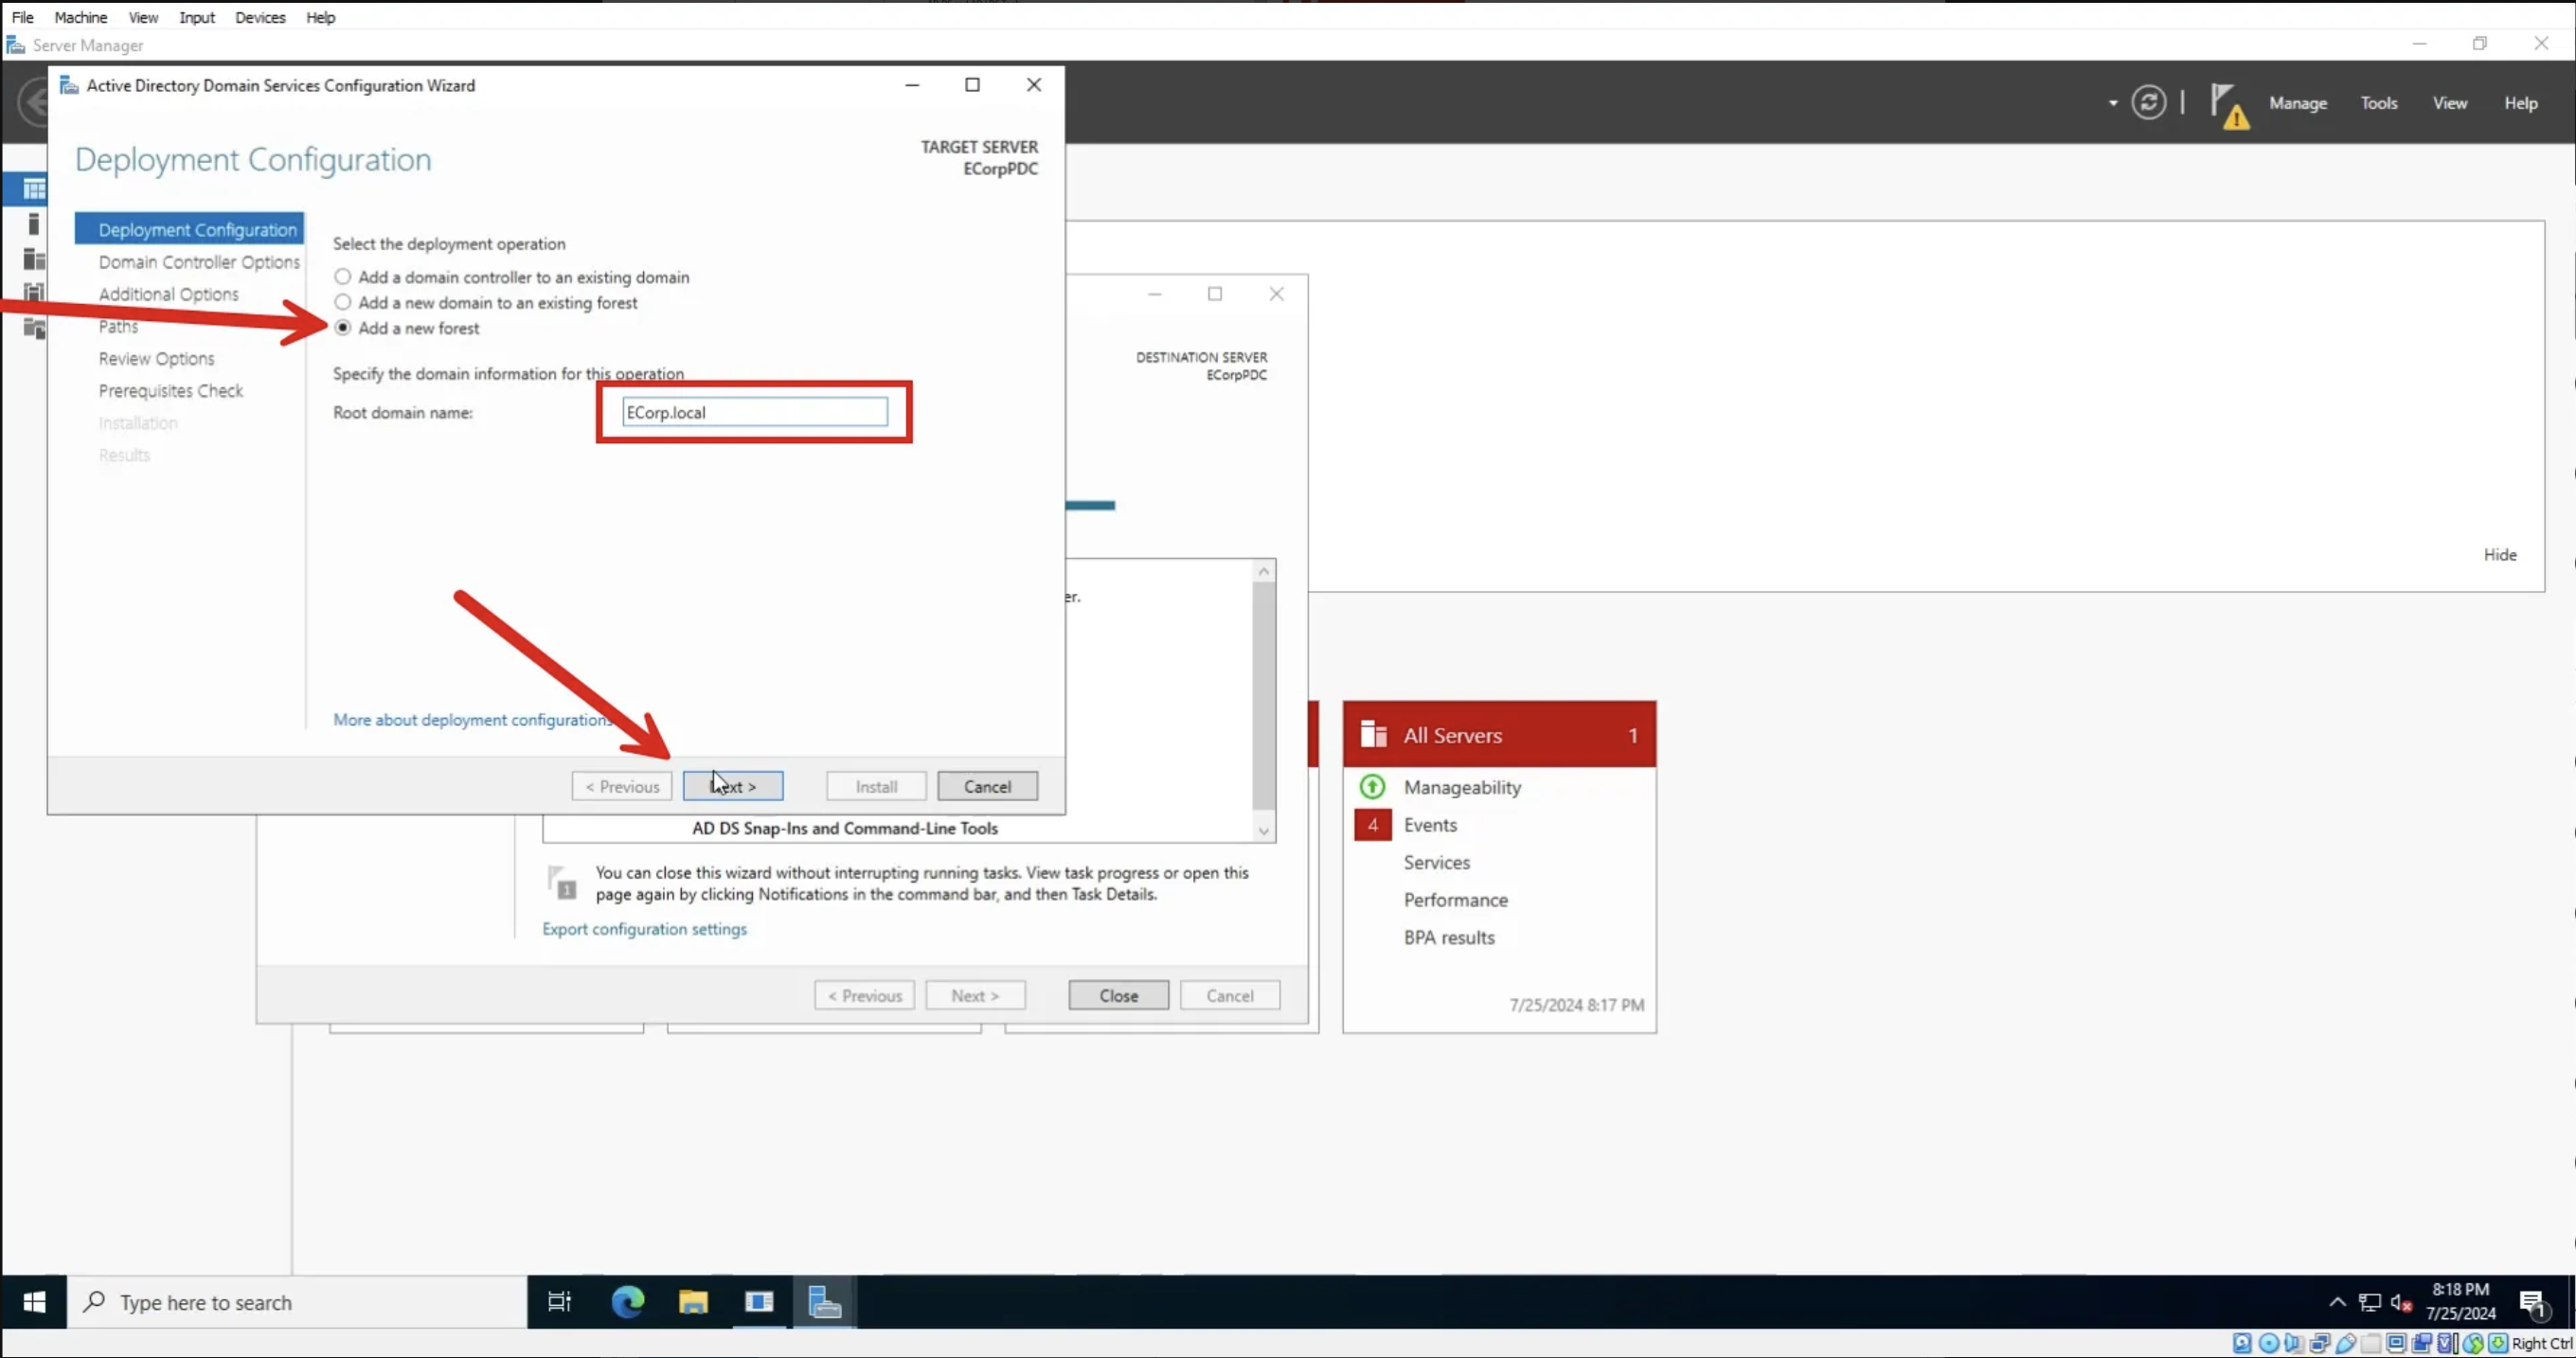 File Machine View Input Devices Help
Server Manager
Active Directory Domain Services Configuration Wizard
Manage Tools View Help
Deployment Configuration
TARGET SERVER
ECorpPDC
Deployment Configuration
Domain Controller Options
Additional Options
Paths
Review Options
Prerequisites Check
Installation
Results
Select the deployment operation
Add a domain controller to an existing domain
Add a new domain to an existing forest
Add a new forest
Specify the domain information for this operation
Root domain name:
ECorp.local
More about deployment configurations
< Previous
Next >
Install
Cancel
DESTINATION SERVER
ECorpPDC
Hide
er.
AD DS Snap-Ins and Command-Line Tools
1
You can close this wizard without interrupting running tasks. View task progress or open this
page again by clicking Notifications in the command bar, and then Task Details.
Export configuration settings
< Previous
Next >
Close
Cancel
All Servers 1
Manageability
4 Events
Services
Performance
BPA results
7/25/2024 8:17 PM
Type here to search
8:18 PM
7/25/2024
1
Right Ctrl